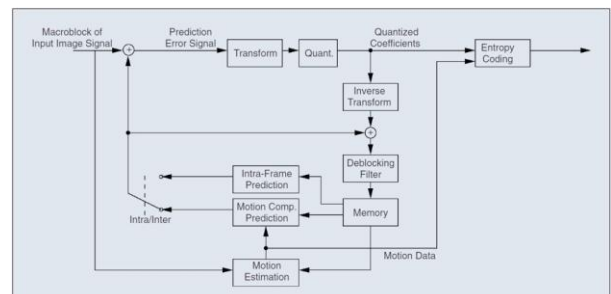 Macroblock of
Input Image Signal
Prediction
Error Signal
Quantized
Coefficients
Transform
Quant.
Entropy
Coding
Inverse
Transform
Deblocking
Filter
Intra-Frame
Prediction
Motion Comp.
Prediction
Memory
Intra/Inter
Motion Data
Motion
Estimation